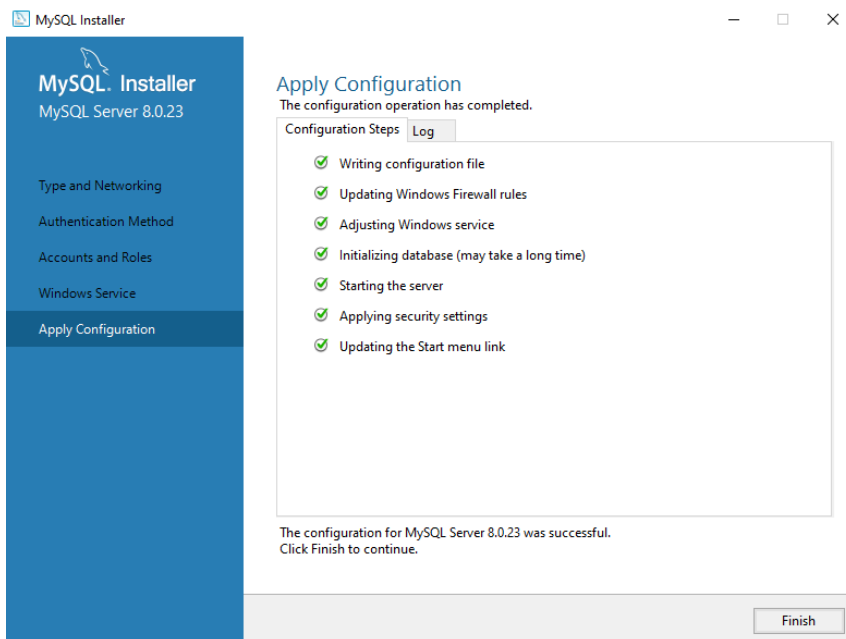 MySQL Installer
MySQL. Installer
MySQL Server 8.0.23
Type and Networking
Authentication Method
Accounts and Roles
Windows Service
Apply Configuration
Apply Configuration
The configuration operation has completed.
Configuration Steps Log
Writing configuration file
Updating Windows Firewall rules
Adjusting Windows service
Initializing database (may take a long time)
Starting the server
Applying security settings
Updating the Start menu link
The configuration for MySQL Server 8.0.23 was successful.
Click Finish to continue.
Finish